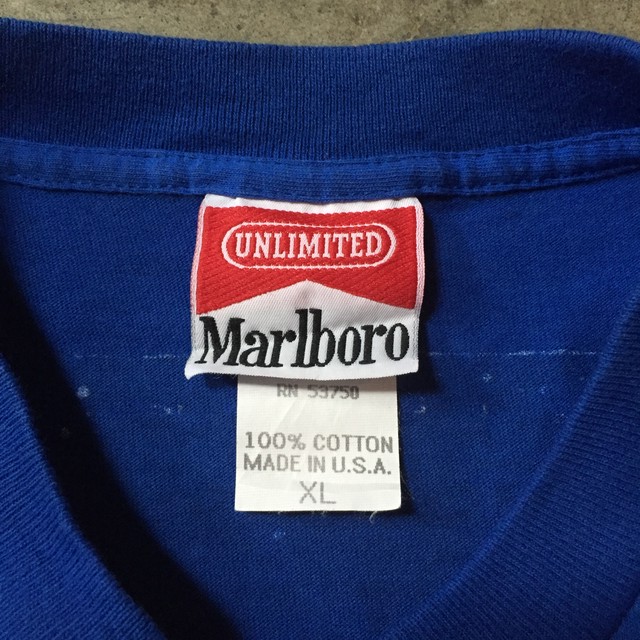 UNLIMITED
Marlboro
RN 53750
100% COTTON
MADE IN U.S.A.
XL